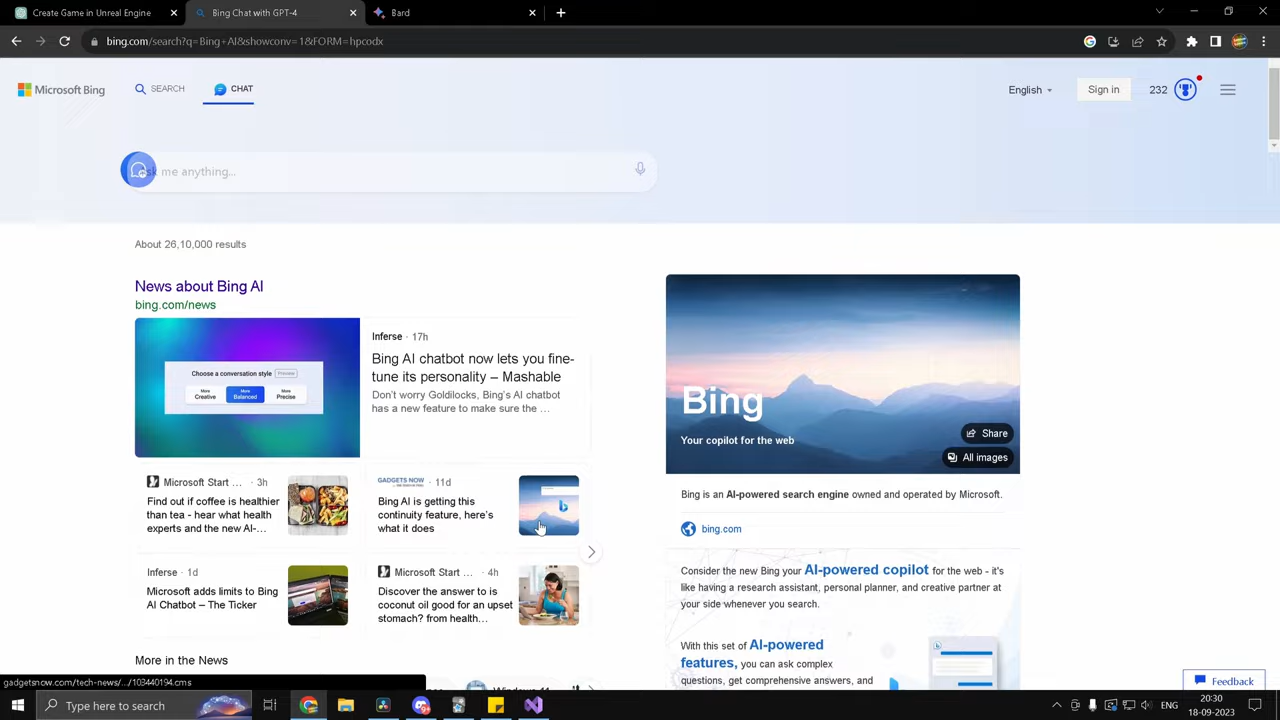 Create Game in Unreal Engine
Bing Chat with GPT-4
Bard
bing.com/search?q=Bing+AI&showconv=1&FORM=hpcodx
Microsoft Bing
SEARCH
CHAT
English
Sign in
232
me anything...
About 26,10,000 results
News about Bing AI
bing.com/news
Choose a conversation style Preview
More Creative
More Balanced
More Precise
Inferse · 17h
Bing AI chatbot now lets you fine-
tune its personality – Mashable
Don't worry Goldilocks, Bing's AI chatbot
has a new feature to make sure the ...
Microsoft Start ... · 3h
Find out if coffee is healthier
than tea - hear what health
experts and the new AI-...
GADGETS NOW · 11d
Bing AI is getting this
continuity feature, here's
what it does
Inferse · 1d
Microsoft adds limits to Bing
AI Chatbot – The Ticker
Microsoft Start ... · 4h
Discover the answer to is
coconut oil good for an upset
stomach? from health...
More in the News
Bing
Your copilot for the web
Share
All images
Bing is an AI-powered search engine owned and operated by Microsoft.
bing.com
Consider the new Bing your AI-powered copilot for the web - it's
like having a research assistant, personal planner, and creative partner at
your side whenever you search.
With this set of AI-powered
features, you can ask complex
questions, get comprehensive answers, and
Feedback
gadgetsnow.com/tech-news/.../103440194.cms
Type here to search
ENG
20:30
18-09-2023